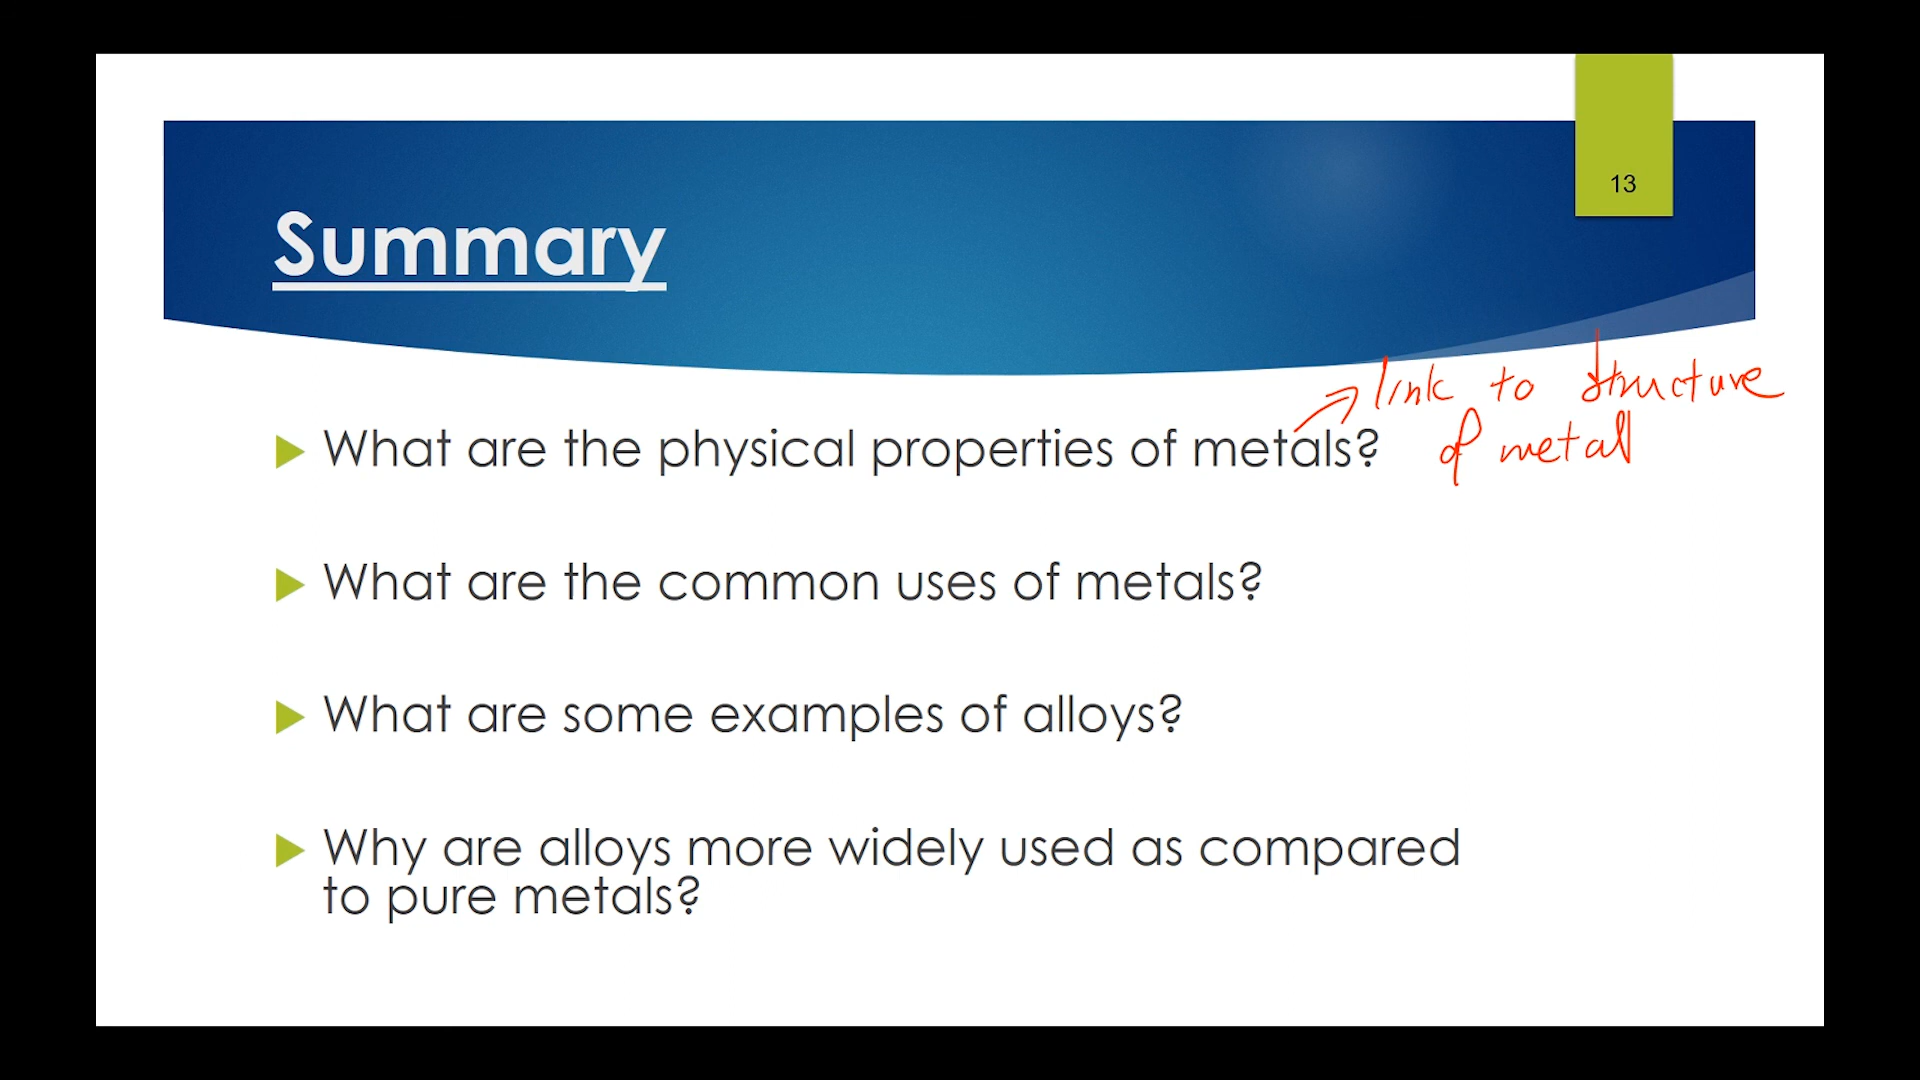 13
Summary
link to structure
of metal
What are the physical properties of metals?
What are the common uses of metals?
What are some examples of alloys?
Why are alloys more widely used as compared
to pure metals?